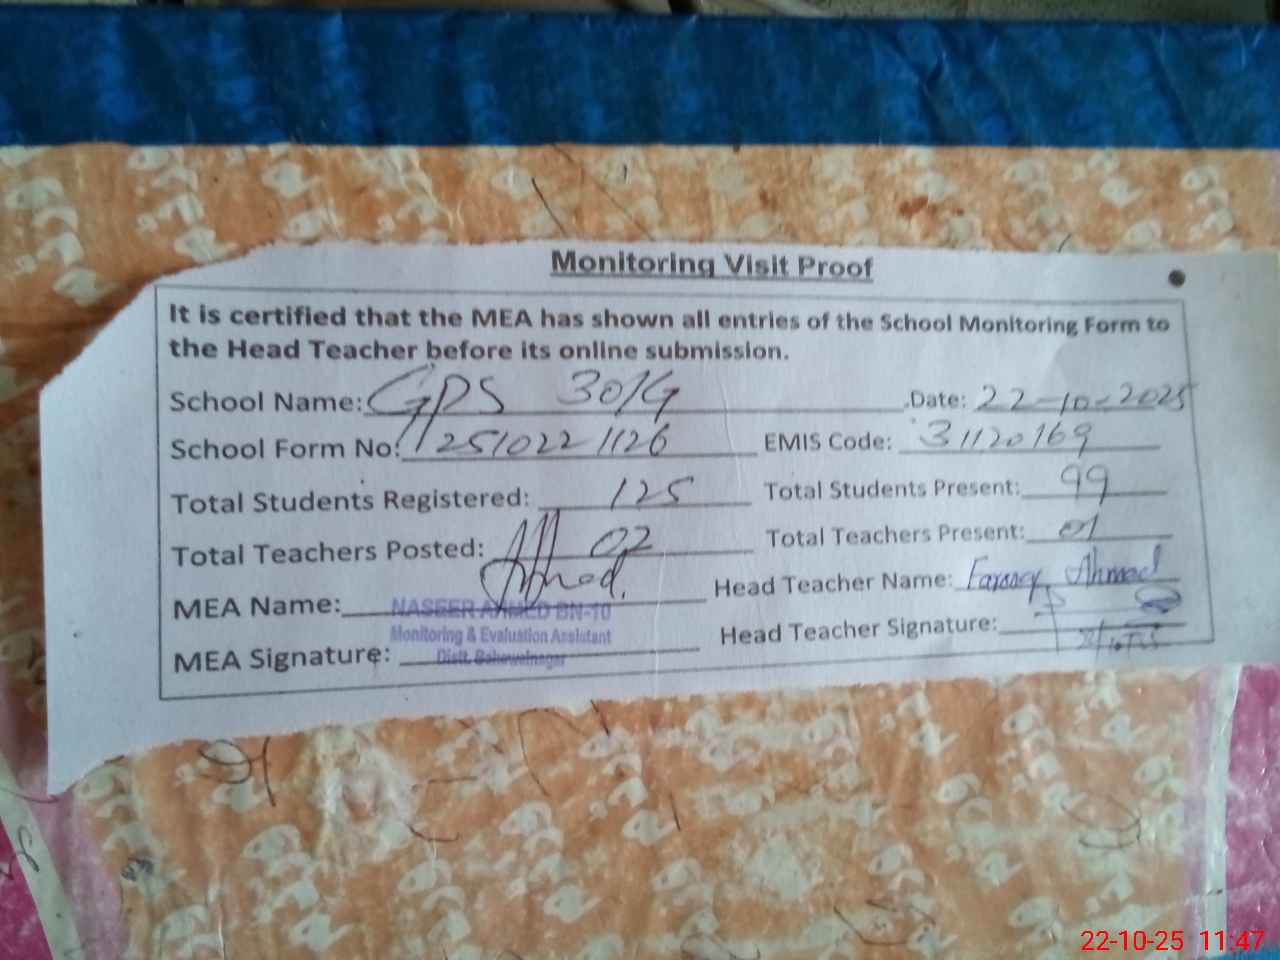 Monitoring Visit Proof
It is certified that the MEA has shown all entries of the School Monitoring Form to
the Head Teacher before its online submission.
School Name: GPS 30/G Date: 22-10-2025
School Form No: 251022 1126 EMIS Code: 31120169
Total Students Registered: 125 Total Students Present: 99
Total Teachers Posted: 02 Total Teachers Present: 01
MEA Name: NASEER AHMED BN-10 Head Teacher Name: Ahmad
Monitoring & Evaluation Assistant
MEA Signature: Distt. Bahawalnagar Head Teacher Signature:
22-10-25 11:47